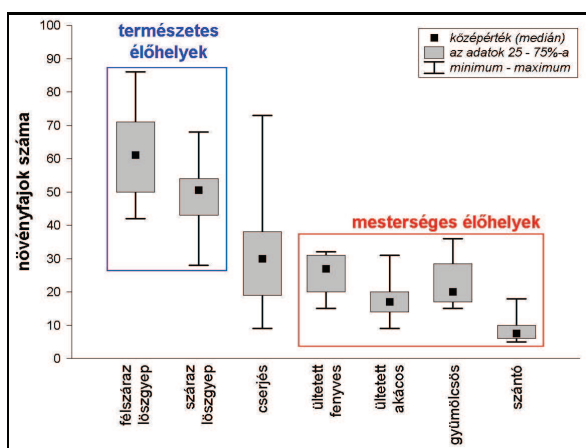 természetes
élőhelyek
középérték (medián)
az adatok 25 - 75%-a
minimum - maximum
mesterséges élőhelyek
növényfajok száma
100
90
80
70
60
50
40
30
20
10
0
félszáraz
löszgyep
száraz
löszgyep
cserjés
ültetett
fenyves
ültetett
akácos
gyümölcsös
szántó